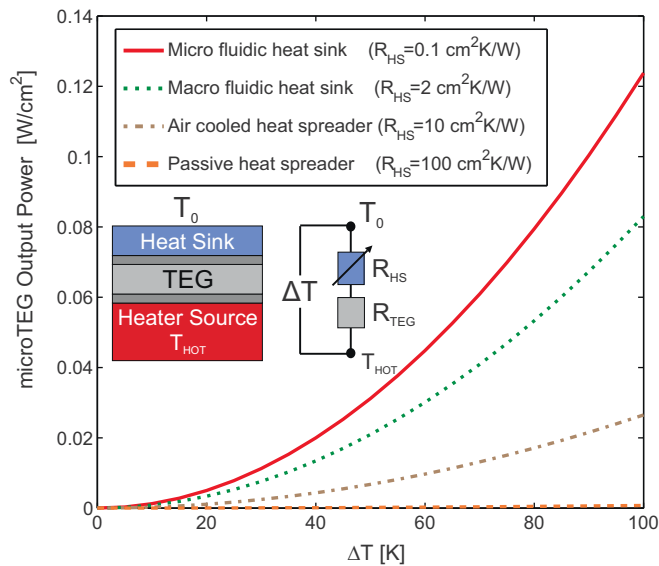 0.14
0.12
0.1
0.08
0.06
0.04
0.02
0
microTEG Output Power [W/cm²]
Micro fluidic heat sink (R_HS=0.1 cm²K/W)
Macro fluidic heat sink (R_HS=2 cm²K/W)
Air cooled heat spreader (R_HS=10 cm²K/W)
Passive heat spreader (R_HS=100 cm²K/W)
T₀
Heat Sink
TEG
Heater Source
T_HOT
ΔT
T₀
R_HS
R_TEG
T_HOT
0 20 40 60 80 100
ΔT [K]